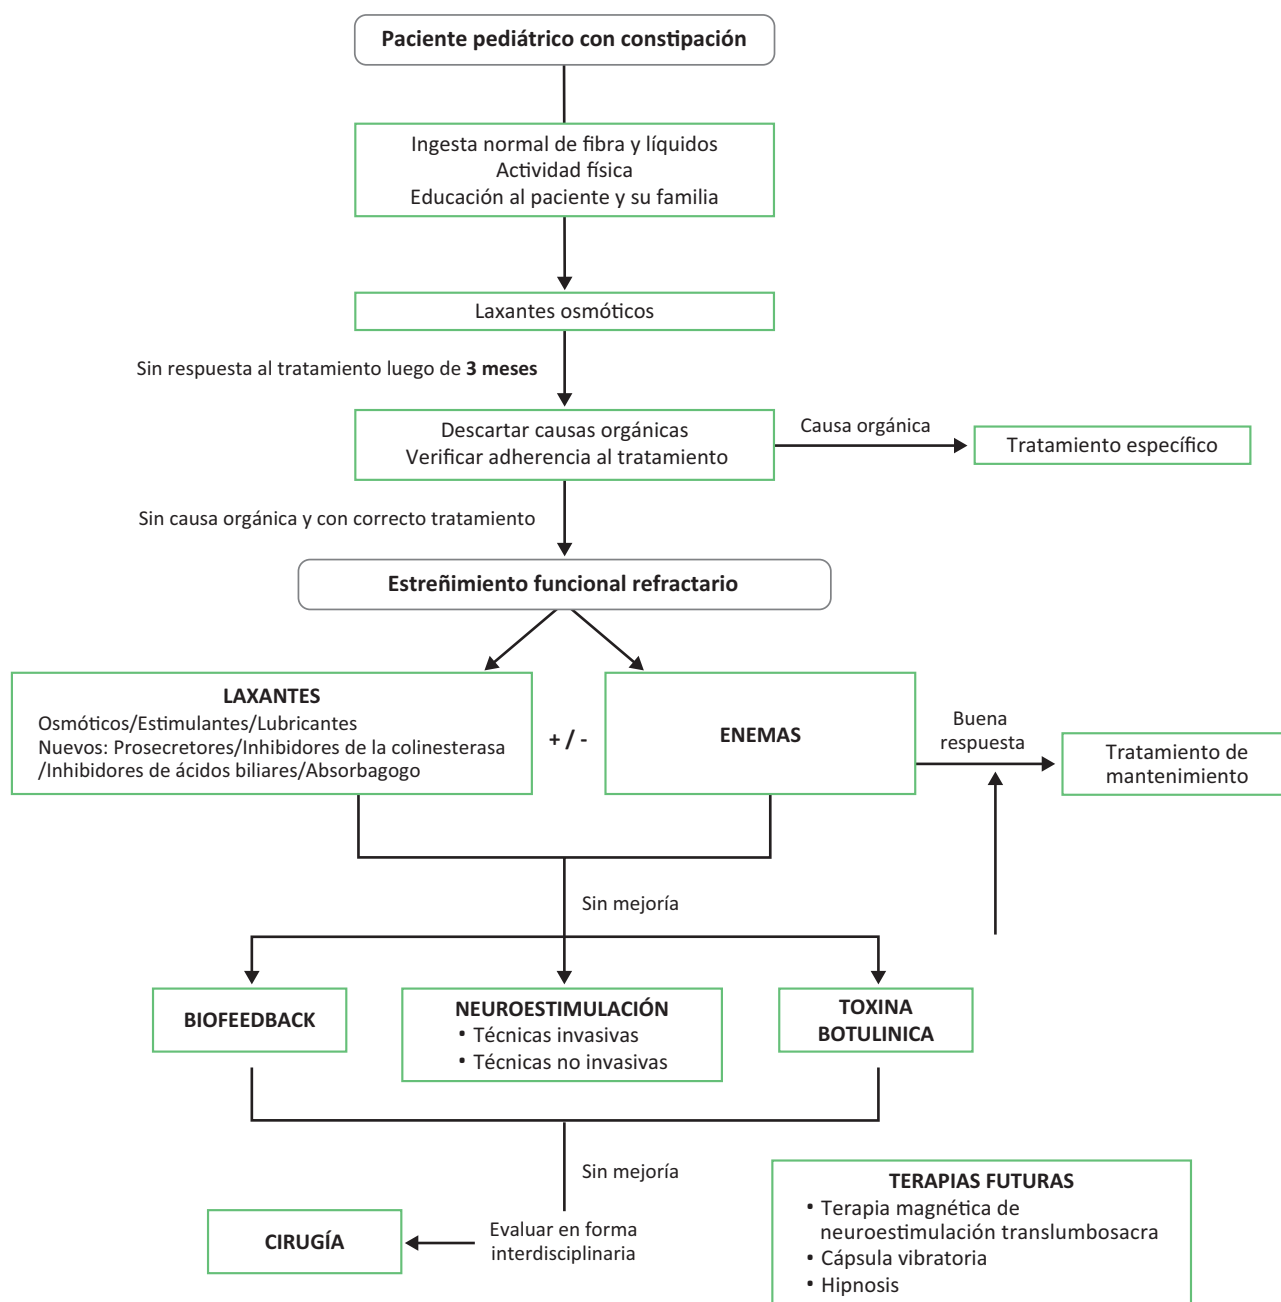 Paciente pediátrico con constipación
Ingesta normal de fibra y líquidos
Actividad física
Educación al paciente y su familia
Laxantes osmóticos
Sin respuesta al tratamiento luego de 3 meses
Descartar causas orgánicas
Verificar adherencia al tratamiento
Causa orgánica
Tratamiento específico
Sin causa orgánica y con correcto tratamiento
Estreñimiento funcional refractario
LAXANTES
Osmóticos/Estimulantes/Lubricantes
Nuevos: Prosecretores/Inhibidores de la colinesterasa
/Inhibidores de ácidos biliares/Absorbagogo
+ / -
ENEMAS
Buena
respuesta
Tratamiento de
mantenimiento
Sin mejoría
BIOFEEDBACK
NEUROESTIMULACIÓN
• Técnicas invasivas
• Técnicas no invasivas
TOXINA
BOTULINICA
Sin mejoría
Evaluar en forma
interdisciplinaria
CIRUGÍA
TERAPIAS FUTURAS
• Terapia magnética de
neuroestimulación translumbosacra
• Cápsula vibratoria
• Hipnosis